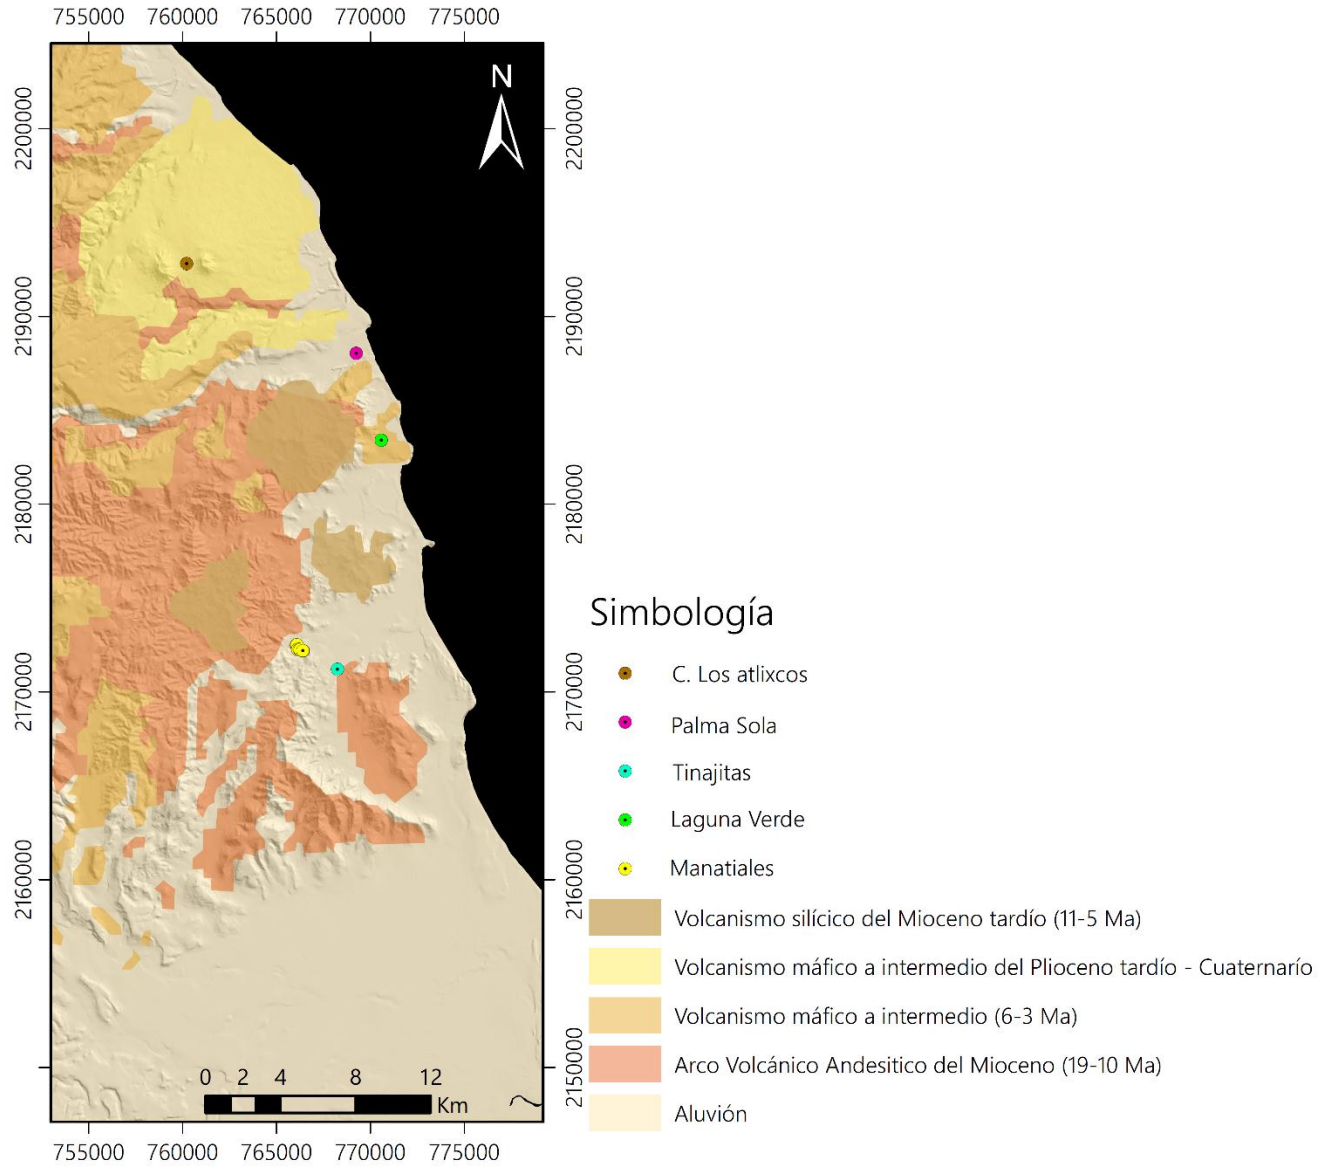 755000 760000 765000 770000 775000
N
2200000
2200000
2190000
2190000
2180000
2180000
2170000
2170000
2160000
2160000
2150000
Simbología
C. Los atlixcos
Palma Sola
Tinajitas
Laguna Verde
Manatiales
Volcanismo silícico del Mioceno tardío (11-5 Ma)
Volcanismo máfico a intermedio del Plioceno tardío - Cuaternarío
Volcanismo máfico a intermedio (6-3 Ma)
Arco Volcánico Andesitico del Mioceno (19-10 Ma)
Aluvión
0 2 4 8 12
Km
755000 760000 765000 770000 775000